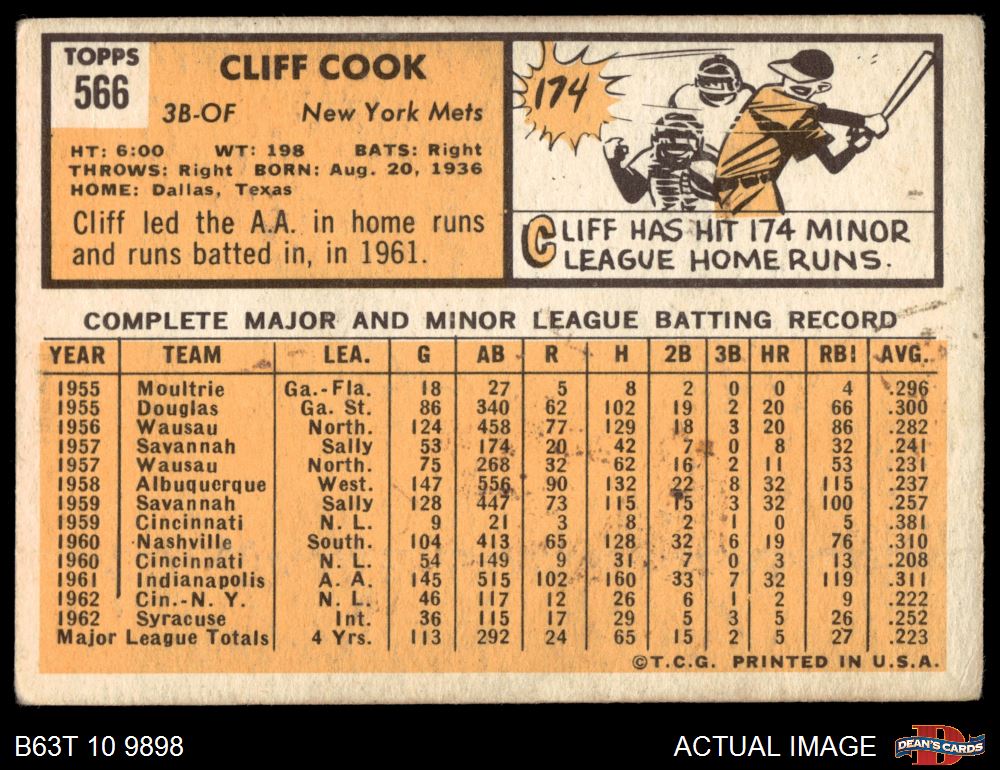 TOPPS
566
CLIFF COOK
3B-OF New York Mets
HT: 6:00 WT: 198 BATS: Right
THROWS: Right BORN: Aug. 20, 1936
HOME: Dallas, Texas
Cliff led the A.A. in home runs
and runs batted in, in 1961.
174
CLIFF HAS HIT 174 MINOR
LEAGUE HOME RUNS.
COMPLETE MAJOR AND MINOR LEAGUE BATTING RECORD
YEAR TEAM LEA. G AB R H 2B 3B HR RBI AVG.
1955 Moultrie Ga.-Fla. 18 27 5 8 2 0 0 4 .296
1955 Douglas Ga. St. 86 340 62 102 19 2 20 66 .300
1956 Wausau North. 124 458 77 129 18 3 20 86 .282
1957 Savannah Sally 53 174 20 42 7 0 8 32 .241
1957 Wausau North. 75 268 32 62 16 2 11 53 .231
1958 Albuquerque West. 147 556 90 132 22 8 32 115 .237
1959 Savannah Sally 128 447 73 115 15 3 32 100 .257
1959 Cincinnati N. L. 9 21 3 8 2 1 0 5 .381
1960 Nashville South. 104 413 65 128 32 6 19 76 .310
1960 Cincinnati N. L. 54 149 9 31 7 0 3 13 .208
1961 Indianapolis A. A. 145 515 102 160 33 7 32 119 .311
1962 Cin.-N. Y. N. L. 46 117 12 26 6 1 2 9 .222
1962 Syracuse Int. 36 115 17 29 5 3 5 26 .252
Major League Totals 4 Yrs. 113 292 24 65 15 2 5 27 .223
©T.C.G. PRINTED IN U.S.A.
B63T 10 9898
ACTUAL IMAGE
D
DEAN'S CARDS